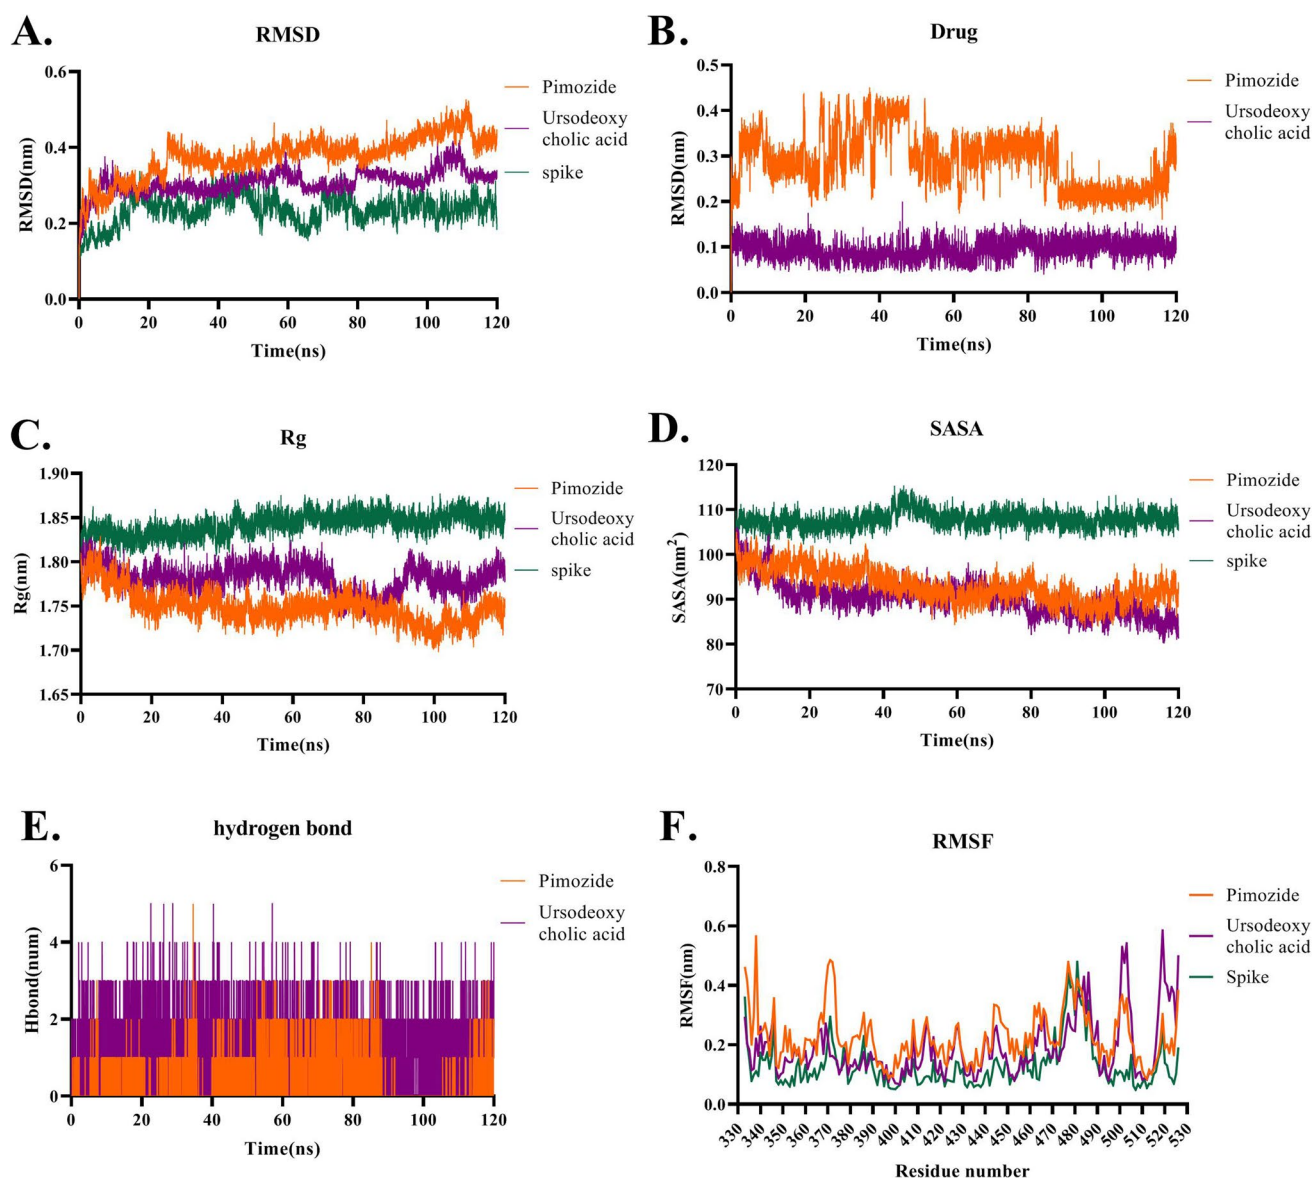 A.
RMSD
RMSD(nm)
0.6
0.4
0.2
0.0
0 20 40 60 80 100 120
Time(ns)
Pimozide
Ursodeoxy
cholic acid
spike
B.
Drug
RMSD(nm)
0.5
0.4
0.3
0.2
0.1
0.0
0 20 40 60 80 100 120
Time(ns)
Pimozide
Ursodeoxy
cholic acid
C.
Rg
Rg(nm)
1.90
1.85
1.80
1.75
1.70
1.65
0 20 40 60 80 100 120
Time(ns)
Pimozide
Ursodeoxy
cholic acid
spike
D.
SASA
SASA(nm²)
120
110
100
90
80
70
0 20 40 60 80 100 120
Time(ns)
Pimozide
Ursodeoxy
cholic acid
spike
E.
hydrogen bond
Hbond(num)
6
4
2
0
0 20 40 60 80 100 120
Time(ns)
Pimozide
Ursodeoxy
cholic acid
F.
RMSF
RMSF(nm)
0.8
0.6
0.4
0.2
0.0
330 340 350 360 370 380 390 400 410 420 430 440 450 460 470 480 490 500 510 520 530
Residue number
Pimozide
Ursodeoxy
cholic acid
Spike